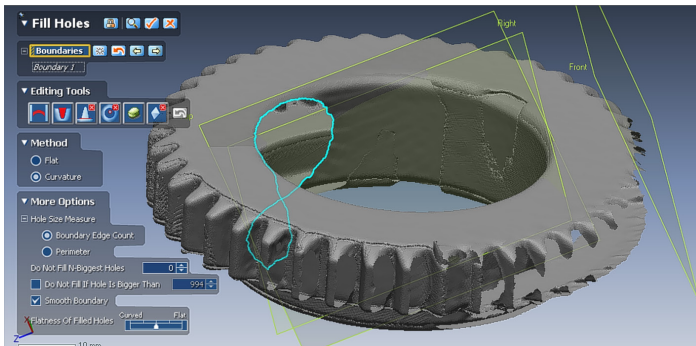 Fill Holes
Right
Front
Boundaries
Boundary 1
Editing Tools
Method
Flat
Curvature
More Options
Hole Size Measure
Boundary Edge Count
Perimeter
Do Not Fill N-Biggest Holes 0
Do Not Fill If Hole Is Bigger Than 994
Smooth Boundary
Flatness Of Filled Holes Curved Flat
X
Z
10 mm